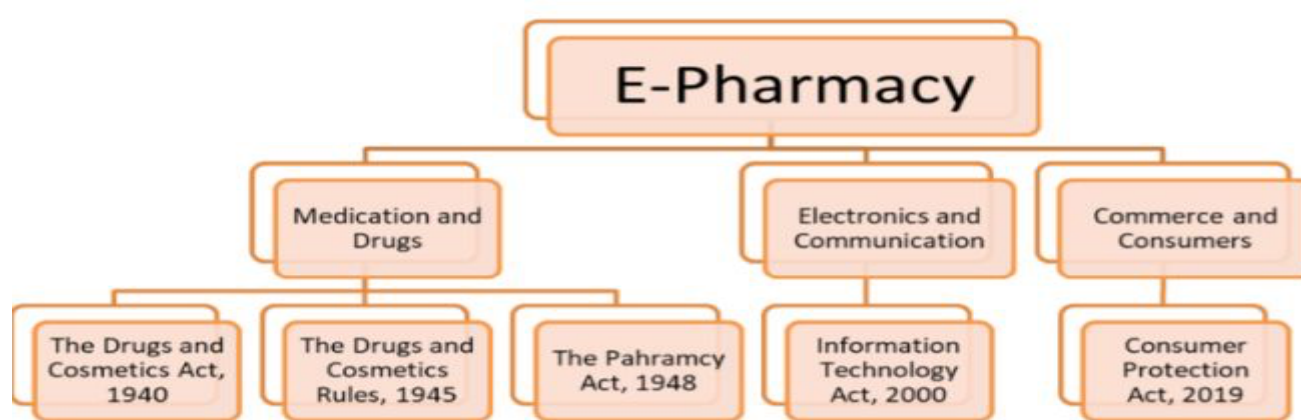 E-Pharmacy
Medication and
Drugs
Electronics and
Communication
Commerce and
Consumers
The Drugs and
Cosmetics Act,
1940
The Drugs and
Cosmetics
Rules, 1945
The Pahramcy
Act, 1948
Information
Technology
Act, 2000
Consumer
Protection
Act, 2019